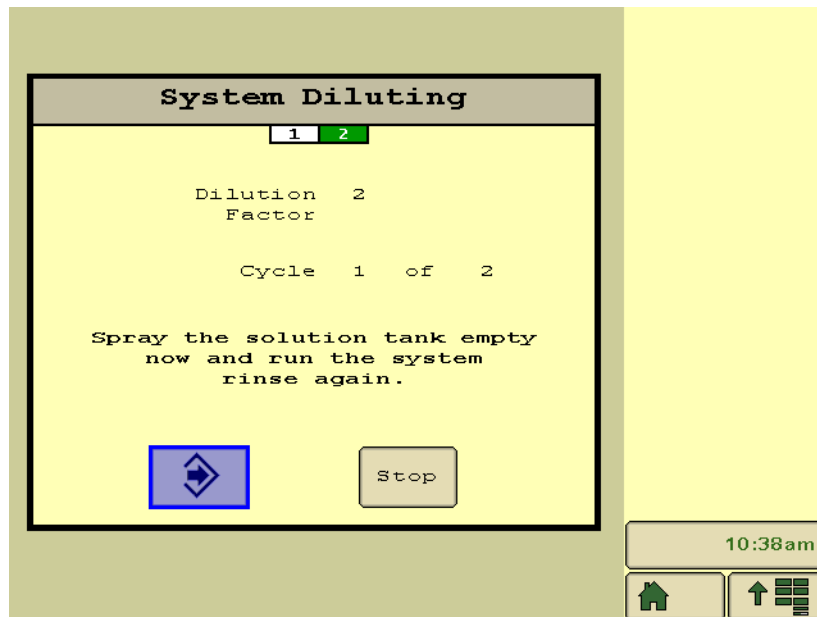 System Diluting
1 2
Dilution 2
Factor
Cycle 1 of 2
Spray the solution tank empty
now and run the system
rinse again.
Stop
10:38am